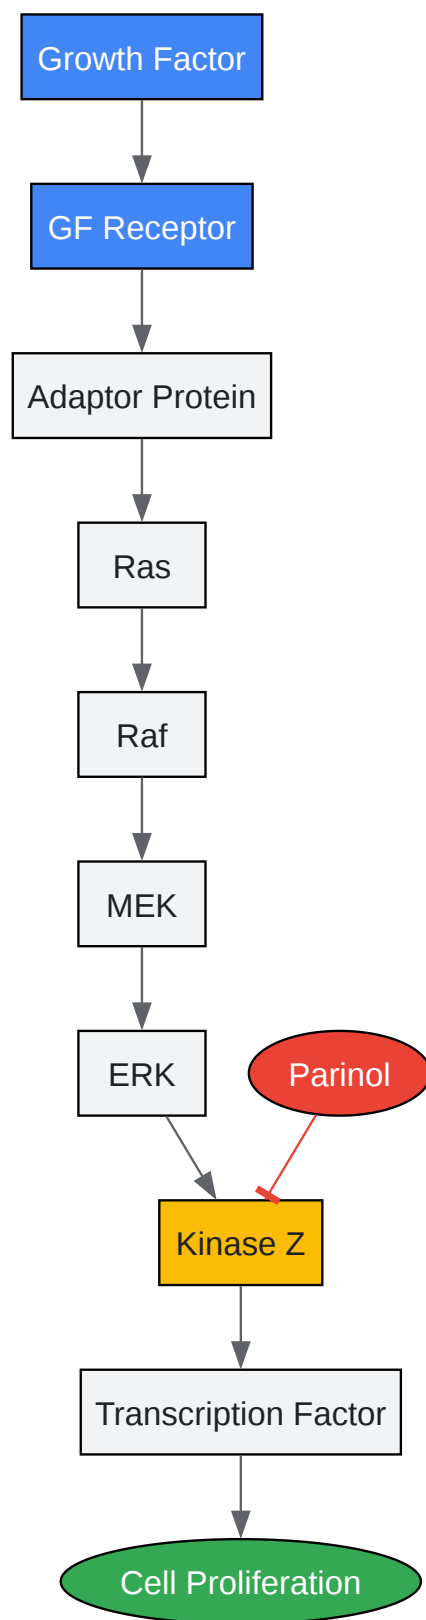 Growth Factor
GF Receptor
Adaptor Protein
Ras
Raf
MEK
ERK
Parinol
Kinase Z
Transcription Factor
Cell Proliferation